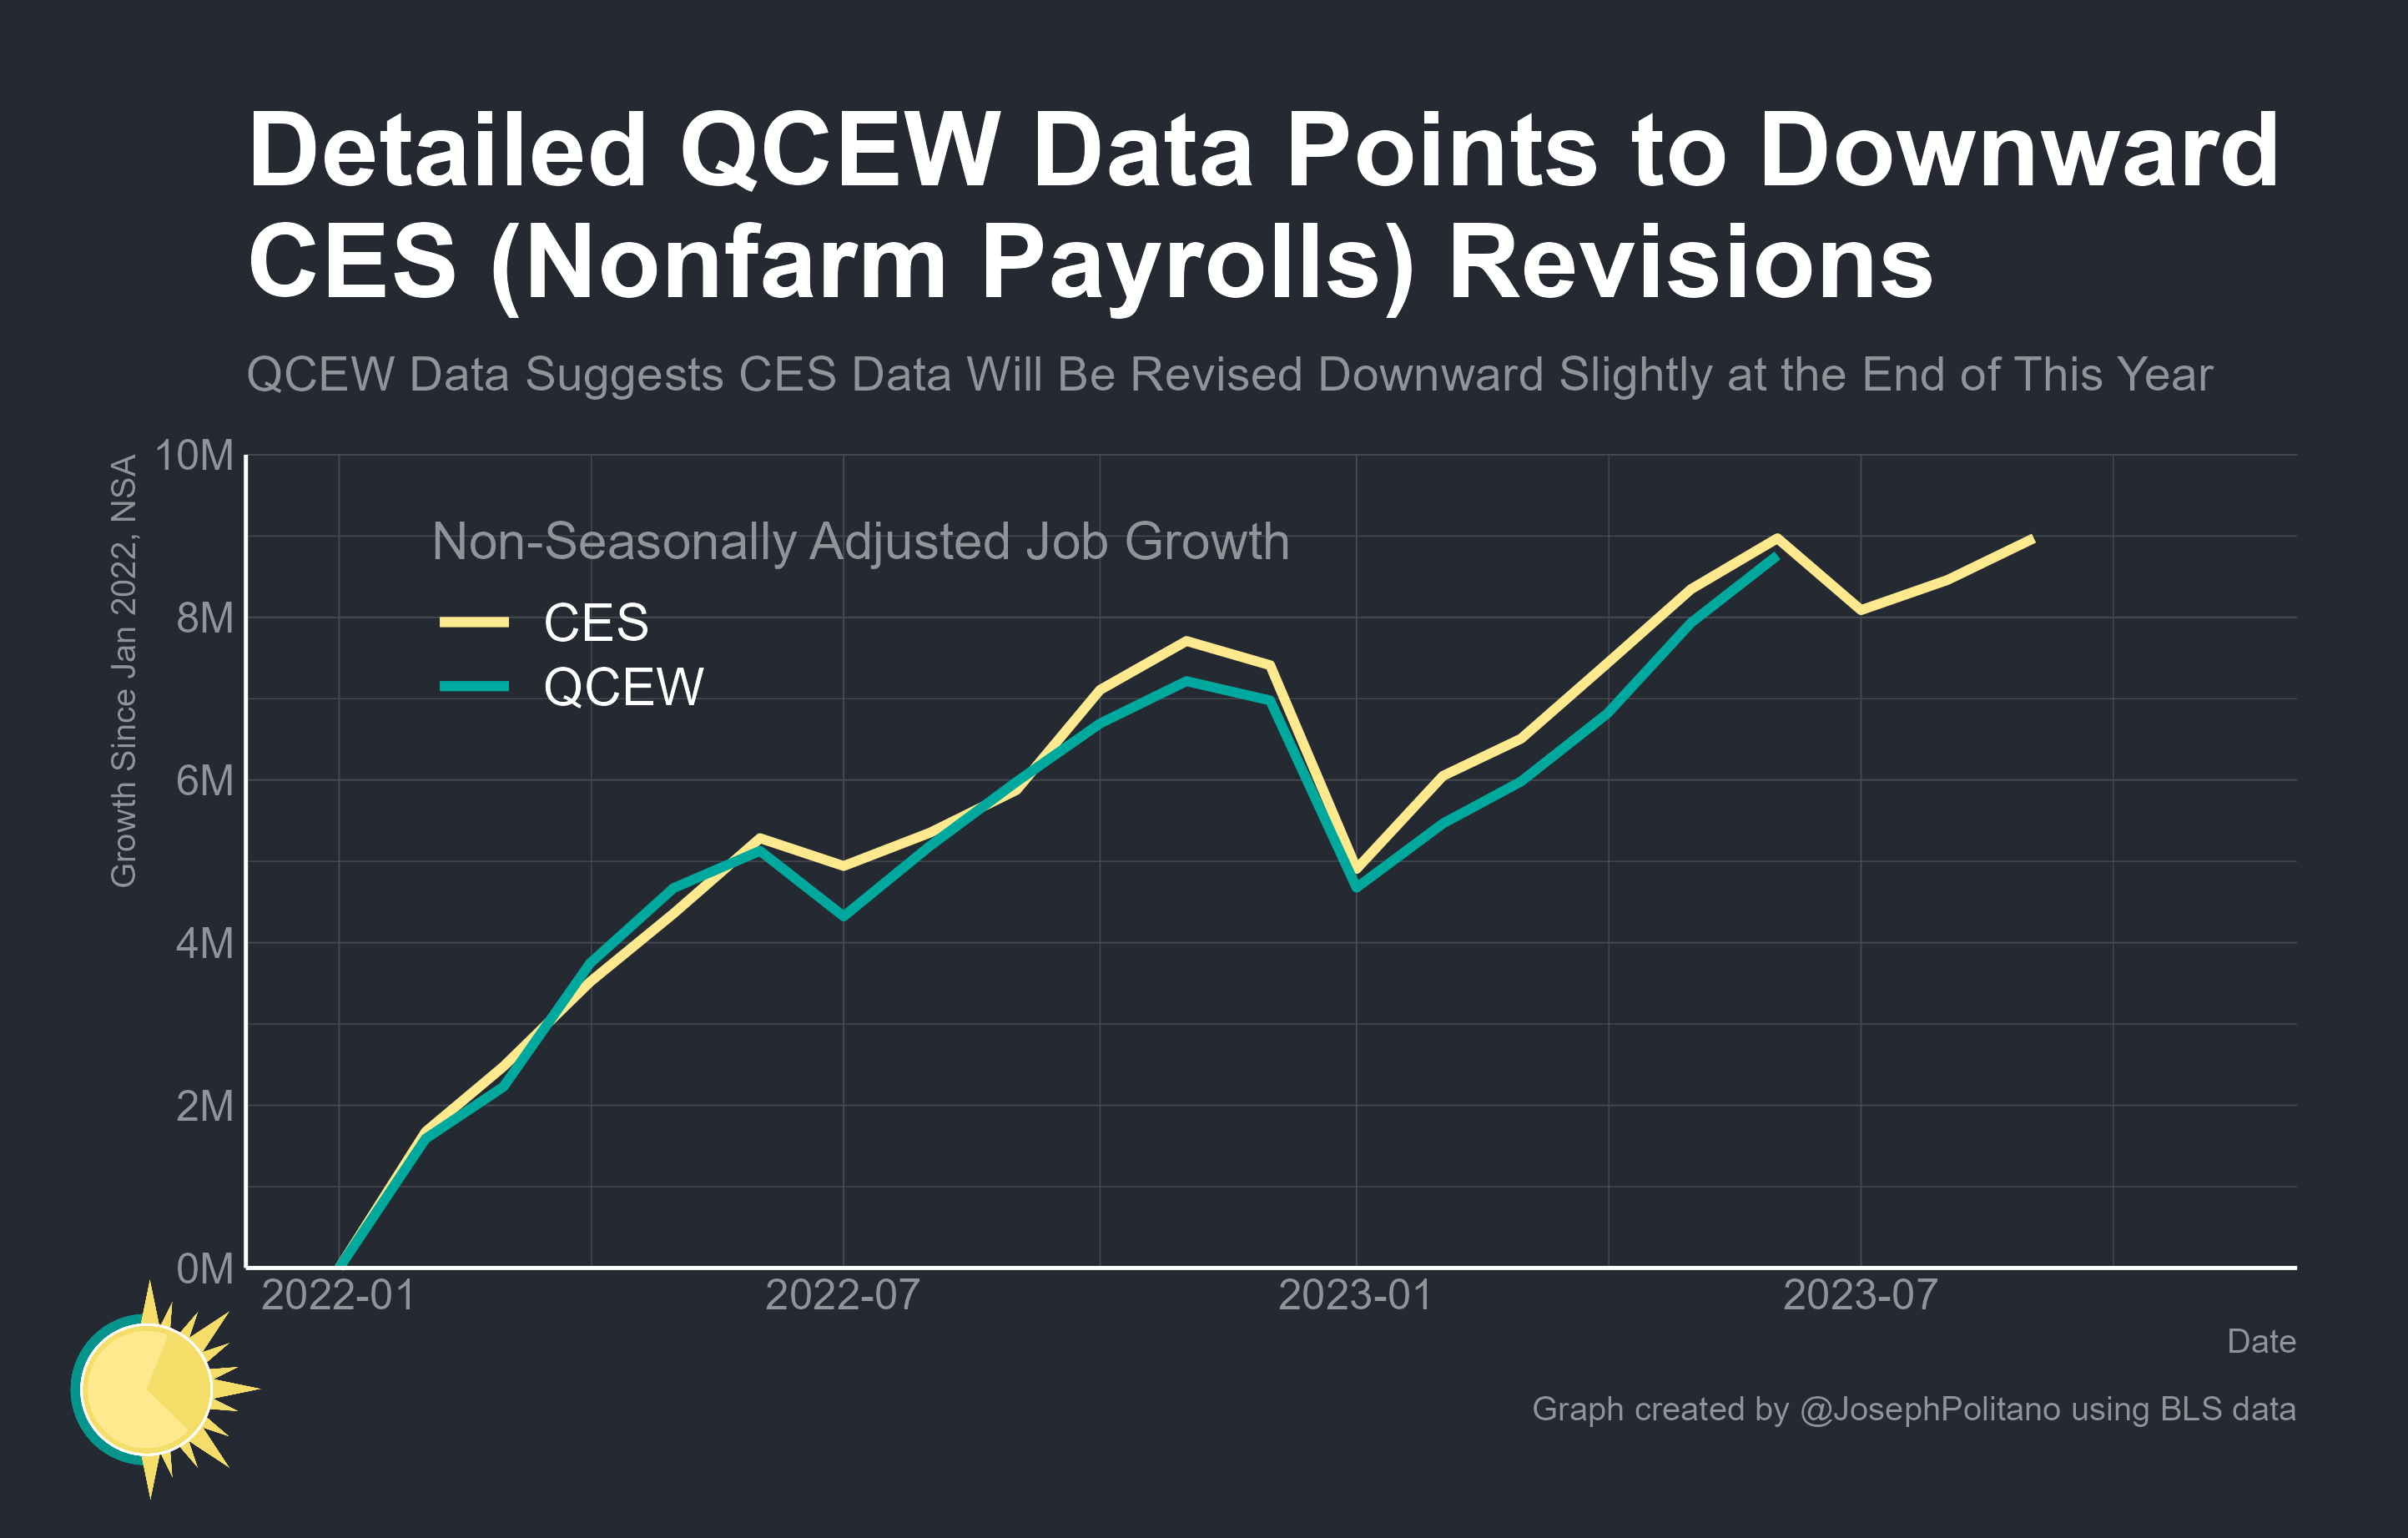 Detailed QCEW Data Points to Downward
CES (Nonfarm Payrolls) Revisions
QCEW Data Suggests CES Data Will Be Revised Downward Slightly at the End of This Year
Growth Since Jan 2022, NSA
10M
8M
6M
4M
2M
0M
Non-Seasonally Adjusted Job Growth
CES
QCEW
2022-01 2022-07 2023-01 2023-07
Date
Graph created by @JosephPolitano using BLS data